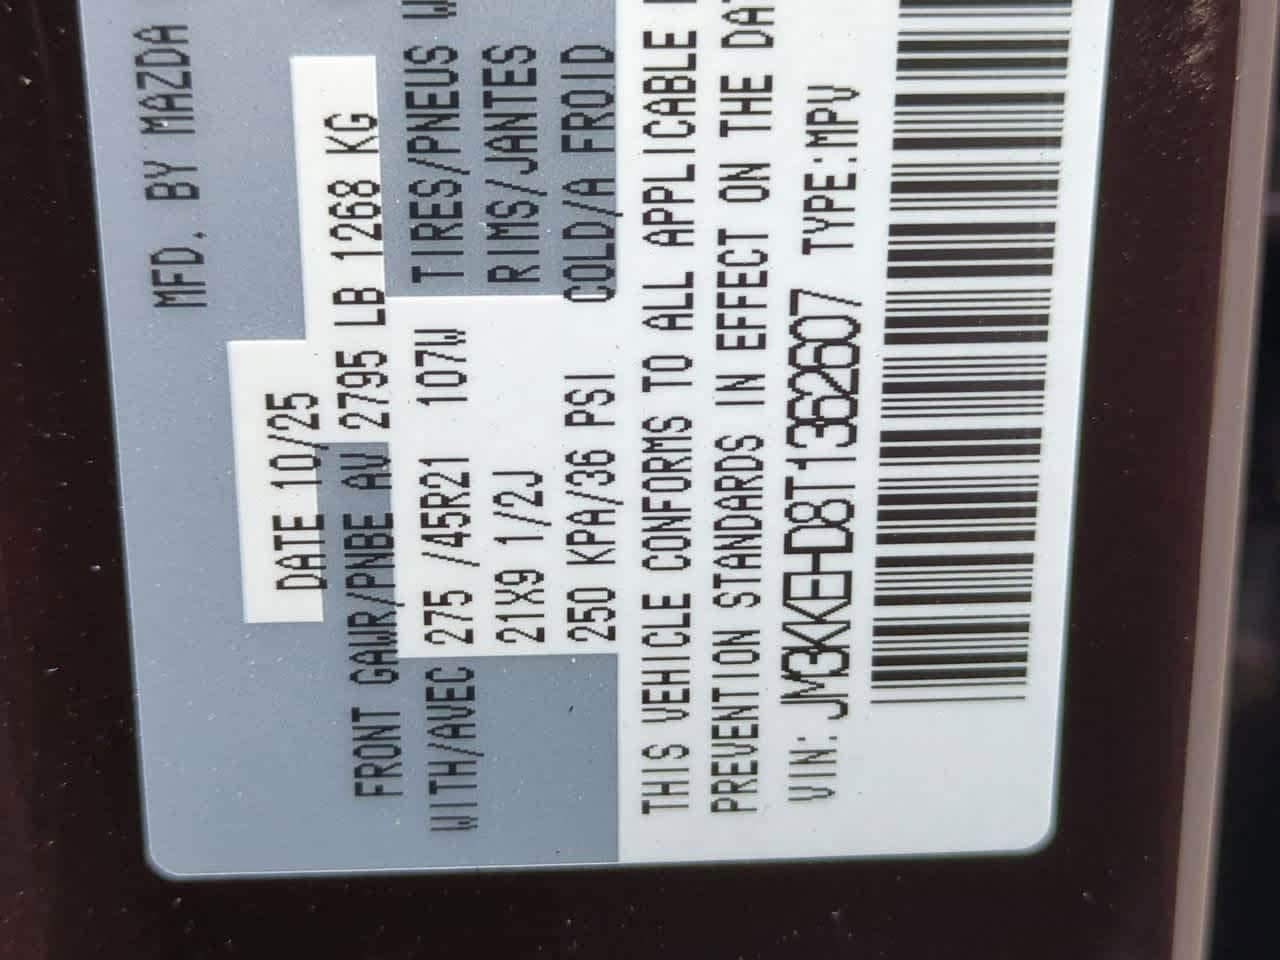 MFD. BY MAZDA
DATE 10/25
FRONT GAWR/PNBE AV 2795 LB 1268 KG
WITH/AVEC 275 /45R21 107W TIRES/PNEUS
21X9 1/2J RIMS/JANTES
250 KPA/36 PSI COLD/A FROID
THIS VEHICLE CONFORMS TO ALL APPLICABLE
PREVENTION STANDARDS IN EFFECT ON THE DA
VIN: JM3KKEHD8T1362607 TYPE:MPV